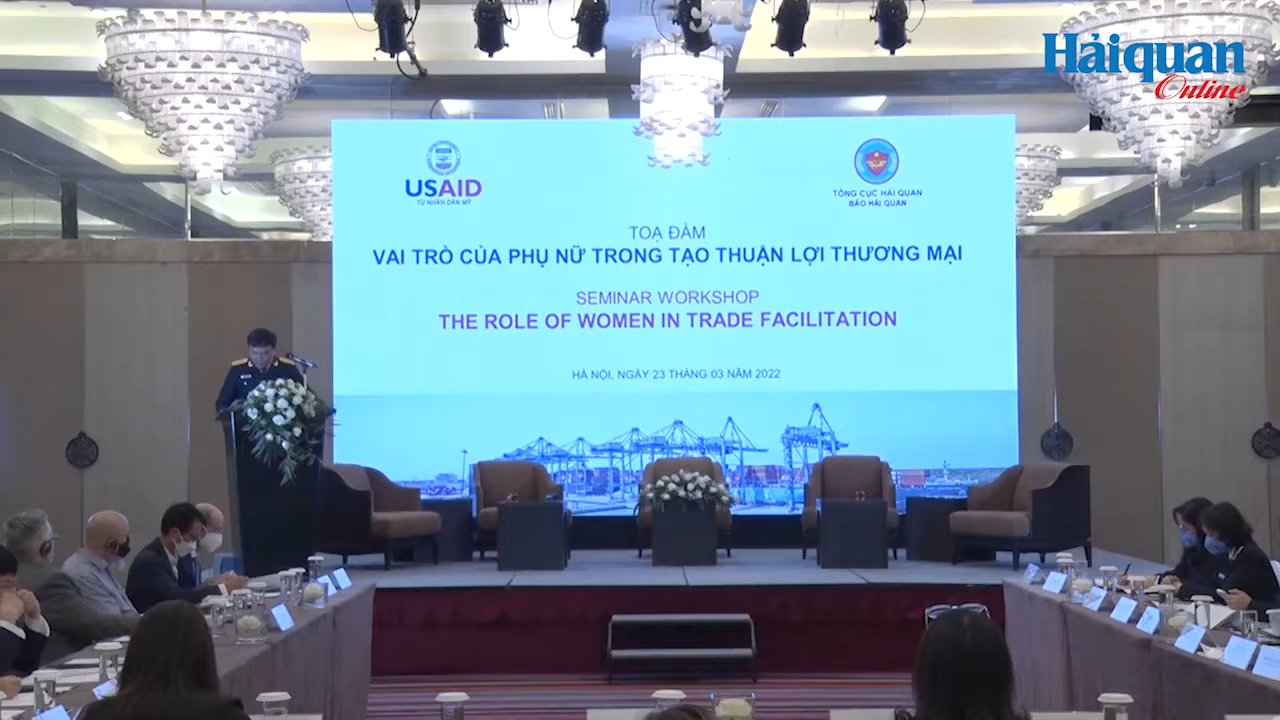 Hảiquan
Online
USAID
TỪ NHÂN DÂN MỸ
TỔNG CỤC HẢI QUAN
BÁO HẢI QUAN
TOẠ ĐÀM
VAI TRÒ CỦA PHỤ NỮ TRONG TẠO THUẬN LỢI THƯƠNG MẠI
SEMINAR WORKSHOP
THE ROLE OF WOMEN IN TRADE FACILITATION
HÀ NỘI, NGÀY 23 THÁNG 03 NĂM 2022